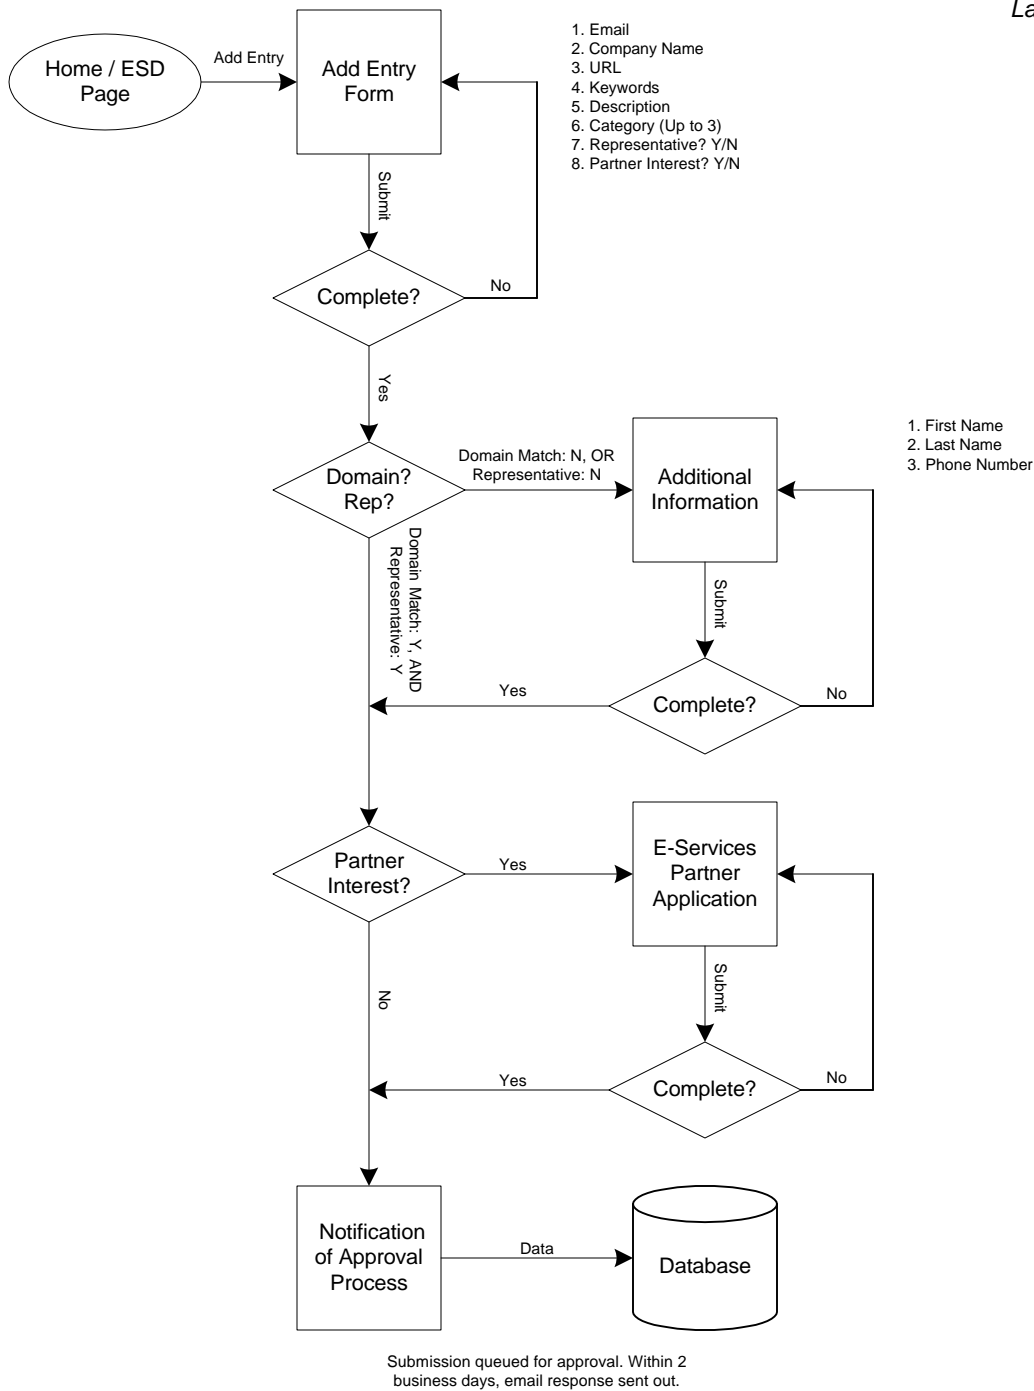 La
Home / ESD
Page
Add Entry
Add Entry
Form
1. Email
2. Company Name
3. URL
4. Keywords
5. Description
6. Category (Up to 3)
7. Representative? Y/N
8. Partner Interest? Y/N
Submit
Complete?
No
Yes
Domain?
Rep?
Domain Match: N, OR
Representative: N
Additional
Information
1. First Name
2. Last Name
3. Phone Number
Domain Match: Y, AND
Representative: Y
Submit
Complete?
No
Yes
Partner
Interest?
Yes
E-Services
Partner
Application
Submit
No
Complete?
No
Yes
Notification
of Approval
Process
Data
Database
Submission queued for approval. Within 2
business days, email response sent out.